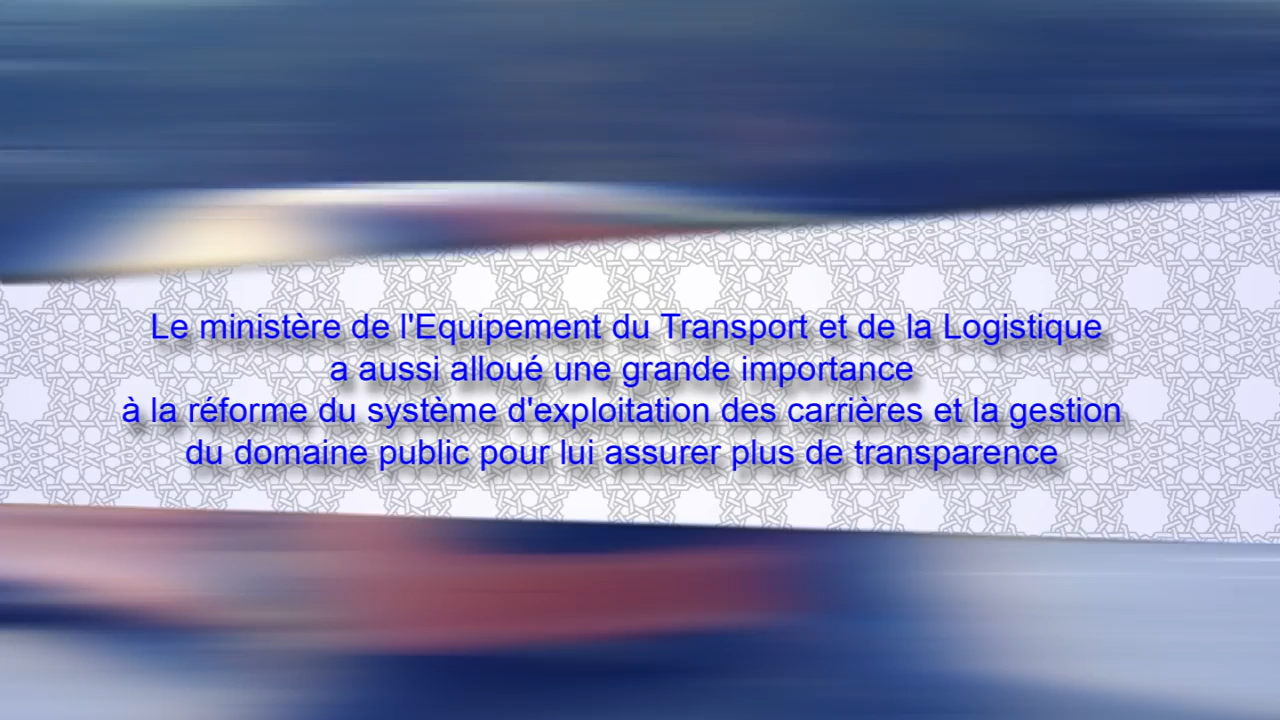 Le ministère de l'Equipement du Transport et de la Logistique
a aussi alloué une grande importance
à la réforme du système d'exploitation des carrières et la gestion
du domaine public pour lui assurer plus de transparence